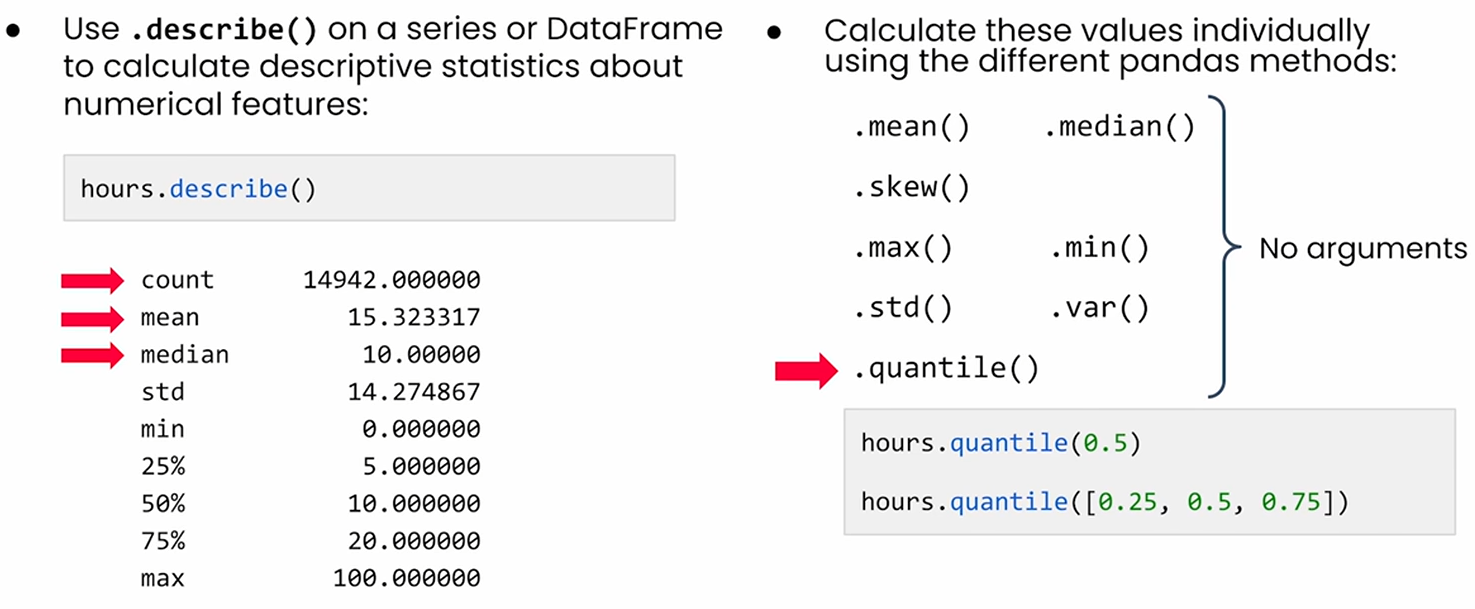 ● Use .describe() on a series or DataFrame
to calculate descriptive statistics about
numerical features:
hours.describe()
count 14942.000000
mean 15.323317
median 10.00000
std 14.274867
min 0.000000
25% 5.000000
50% 10.000000
75% 20.000000
max 100.000000
● Calculate these values individually
using the different pandas methods:
.mean() .median()
.skew()
.max() .min()
No arguments
.std() .var()
.quantile()
hours.quantile(0.5)
hours.quantile([0.25, 0.5, 0.75])